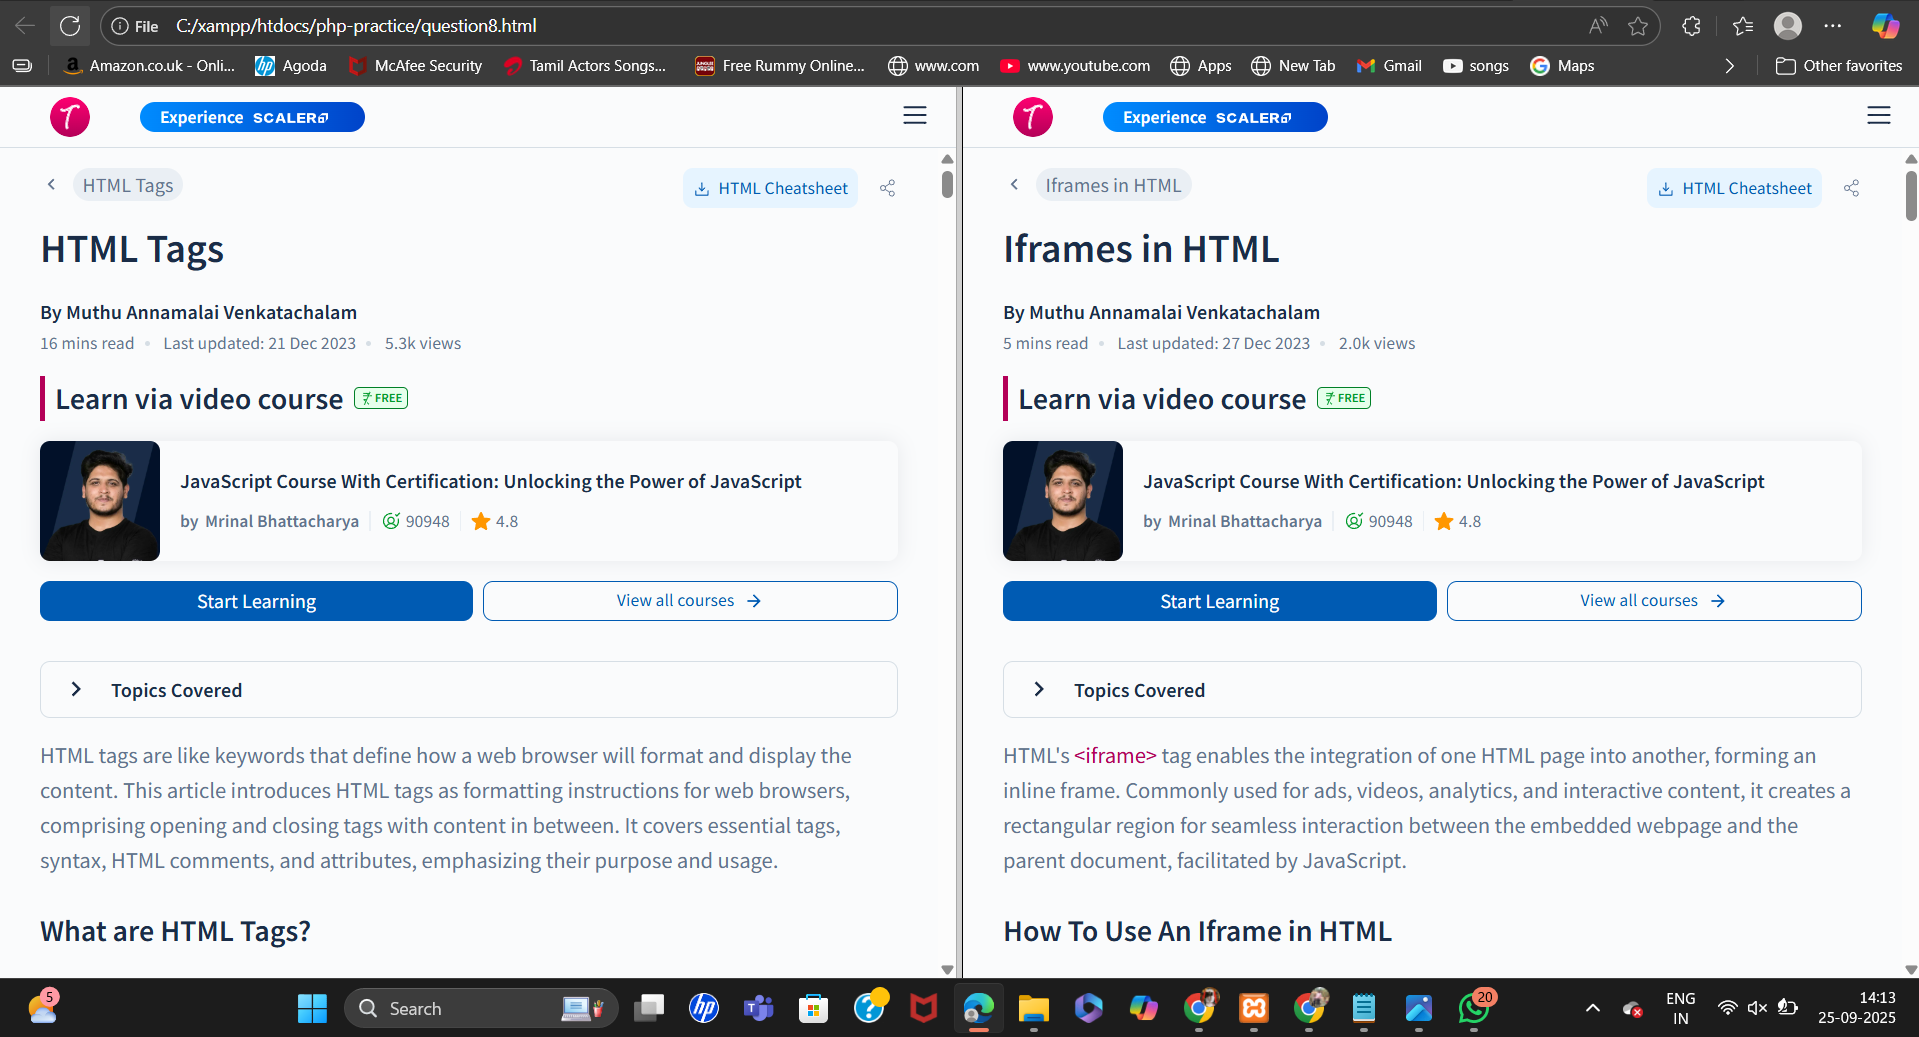 File C:/xampp/htdocs/php-practice/question8.html
Amazon.co.uk - Onli... Agoda McAfee Security Tamil Actors Songs... Free Rummy Online... www.com www.youtube.com Apps New Tab Gmail songs Maps Other favorites
Experience SCALER
HTML Tags
HTML Cheatsheet
HTML Tags
By Muthu Annamalai Venkatachalam
16 mins read • Last updated: 21 Dec 2023 • 5.3k views
Learn via video course FREE
JavaScript Course With Certification: Unlocking the Power of JavaScript
by Mrinal Bhattacharya 90948 4.8
Start Learning
View all courses →
Topics Covered
HTML tags are like keywords that define how a web browser will format and display the
content. This article introduces HTML tags as formatting instructions for web browsers,
comprising opening and closing tags with content in between. It covers essential tags,
syntax, HTML comments, and attributes, emphasizing their purpose and usage.
What are HTML Tags?
Experience SCALER
Iframes in HTML
HTML Cheatsheet
Iframes in HTML
By Muthu Annamalai Venkatachalam
5 mins read • Last updated: 27 Dec 2023 • 2.0k views
Learn via video course FREE
JavaScript Course With Certification: Unlocking the Power of JavaScript
by Mrinal Bhattacharya 90948 4.8
Start Learning
View all courses →
Topics Covered
HTML's <iframe> tag enables the integration of one HTML page into another, forming an
inline frame. Commonly used for ads, videos, analytics, and interactive content, it creates a
rectangular region for seamless interaction between the embedded webpage and the
parent document, facilitated by JavaScript.
How To Use An Iframe in HTML
5
Search
hp
20
ENG
IN
14:13
25-09-2025